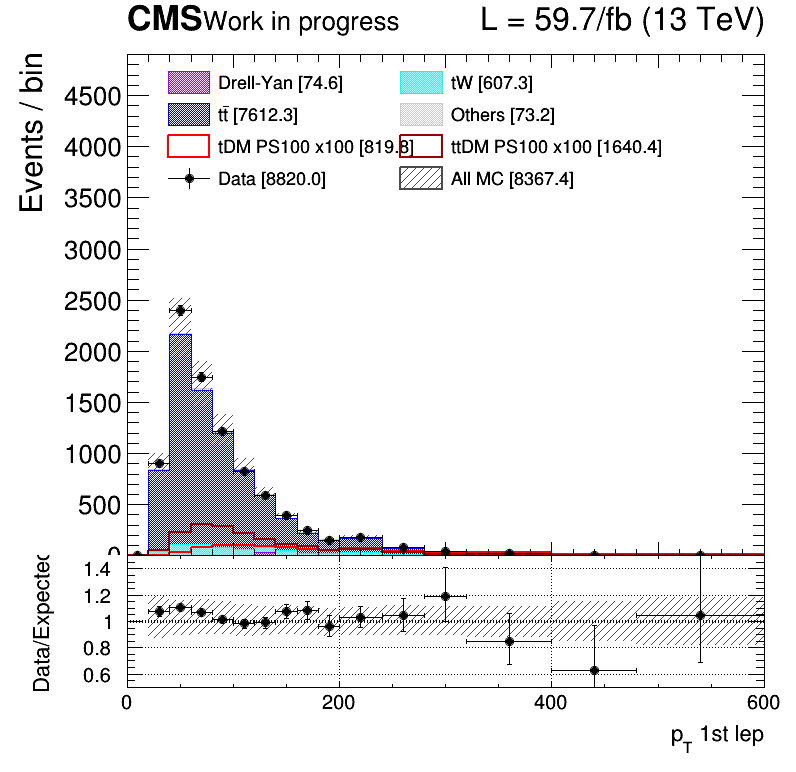 CMS Work in progress L = 59.7/fb (13 TeV)
Events / bin
Drell-Yan [74.6] tW [607.3]
tt̄ [7612.3] Others [73.2]
tDM PS100 x100 [819.8] ttDM PS100 x100 [1640.4]
Data [8820.0] All MC [8367.4]
4500
4000
3500
3000
2500
2000
1500
1000
500
0
Data/Expected
1.4
1.2
1
0.8
0.6
0 200 400 600
p_T 1st lep